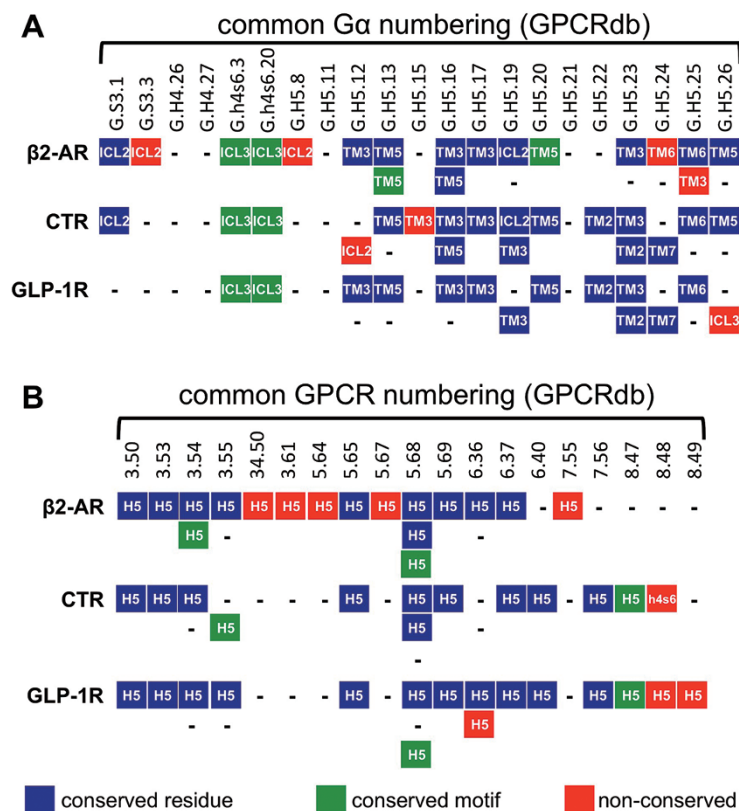 A
common Gα numbering (GPCRdb)
G.S3.1 G.S3.3 G.H4.26 G.H4.27 G.h4s6.3 G.h4s6.20 G.H5.8 G.H5.11 G.H5.12 G.H5.13 G.H5.15 G.H5.16 G.H5.17 G.H5.19 G.H5.20 G.H5.21 G.H5.22 G.H5.23 G.H5.24 G.H5.25 G.H5.26
β2-AR ICL2 ICL2 - - ICL3 ICL3 ICL2 - TM3 TM5 - TM3 TM3 ICL2 TM5 - - TM3 TM6 TM6 TM5
TM5 TM5 - - - TM3 -
CTR ICL2 - - - ICL3 ICL3 - - - TM5 TM3 TM3 TM3 ICL2 TM5 - TM2 TM3 - TM6 TM5
ICL2 - TM5 TM3 TM2 TM7 - -
GLP-1R - - - - ICL3 ICL3 - - TM3 TM5 - TM3 TM3 - TM5 - TM2 TM3 - TM6 -
- - - TM3 TM2 TM7 - ICL3
B
common GPCR numbering (GPCRdb)
3.50 3.53 3.54 3.55 34.50 3.61 5.64 5.65 5.67 5.68 5.69 6.36 6.37 6.40 7.55 7.56 8.47 8.48 8.49
β2-AR H5 H5 H5 H5 H5 H5 H5 H5 H5 H5 H5 H5 H5 - H5 - - - -
H5 - H5 -
H5
CTR H5 H5 H5 - - - - H5 - H5 H5 - H5 H5 - H5 H5 h4s6 -
- H5 H5 -
-
GLP-1R H5 H5 H5 H5 - - - H5 - H5 H5 H5 H5 H5 - H5 H5 H5 H5
- - - H5
H5
conserved residue conserved motif non-conserved